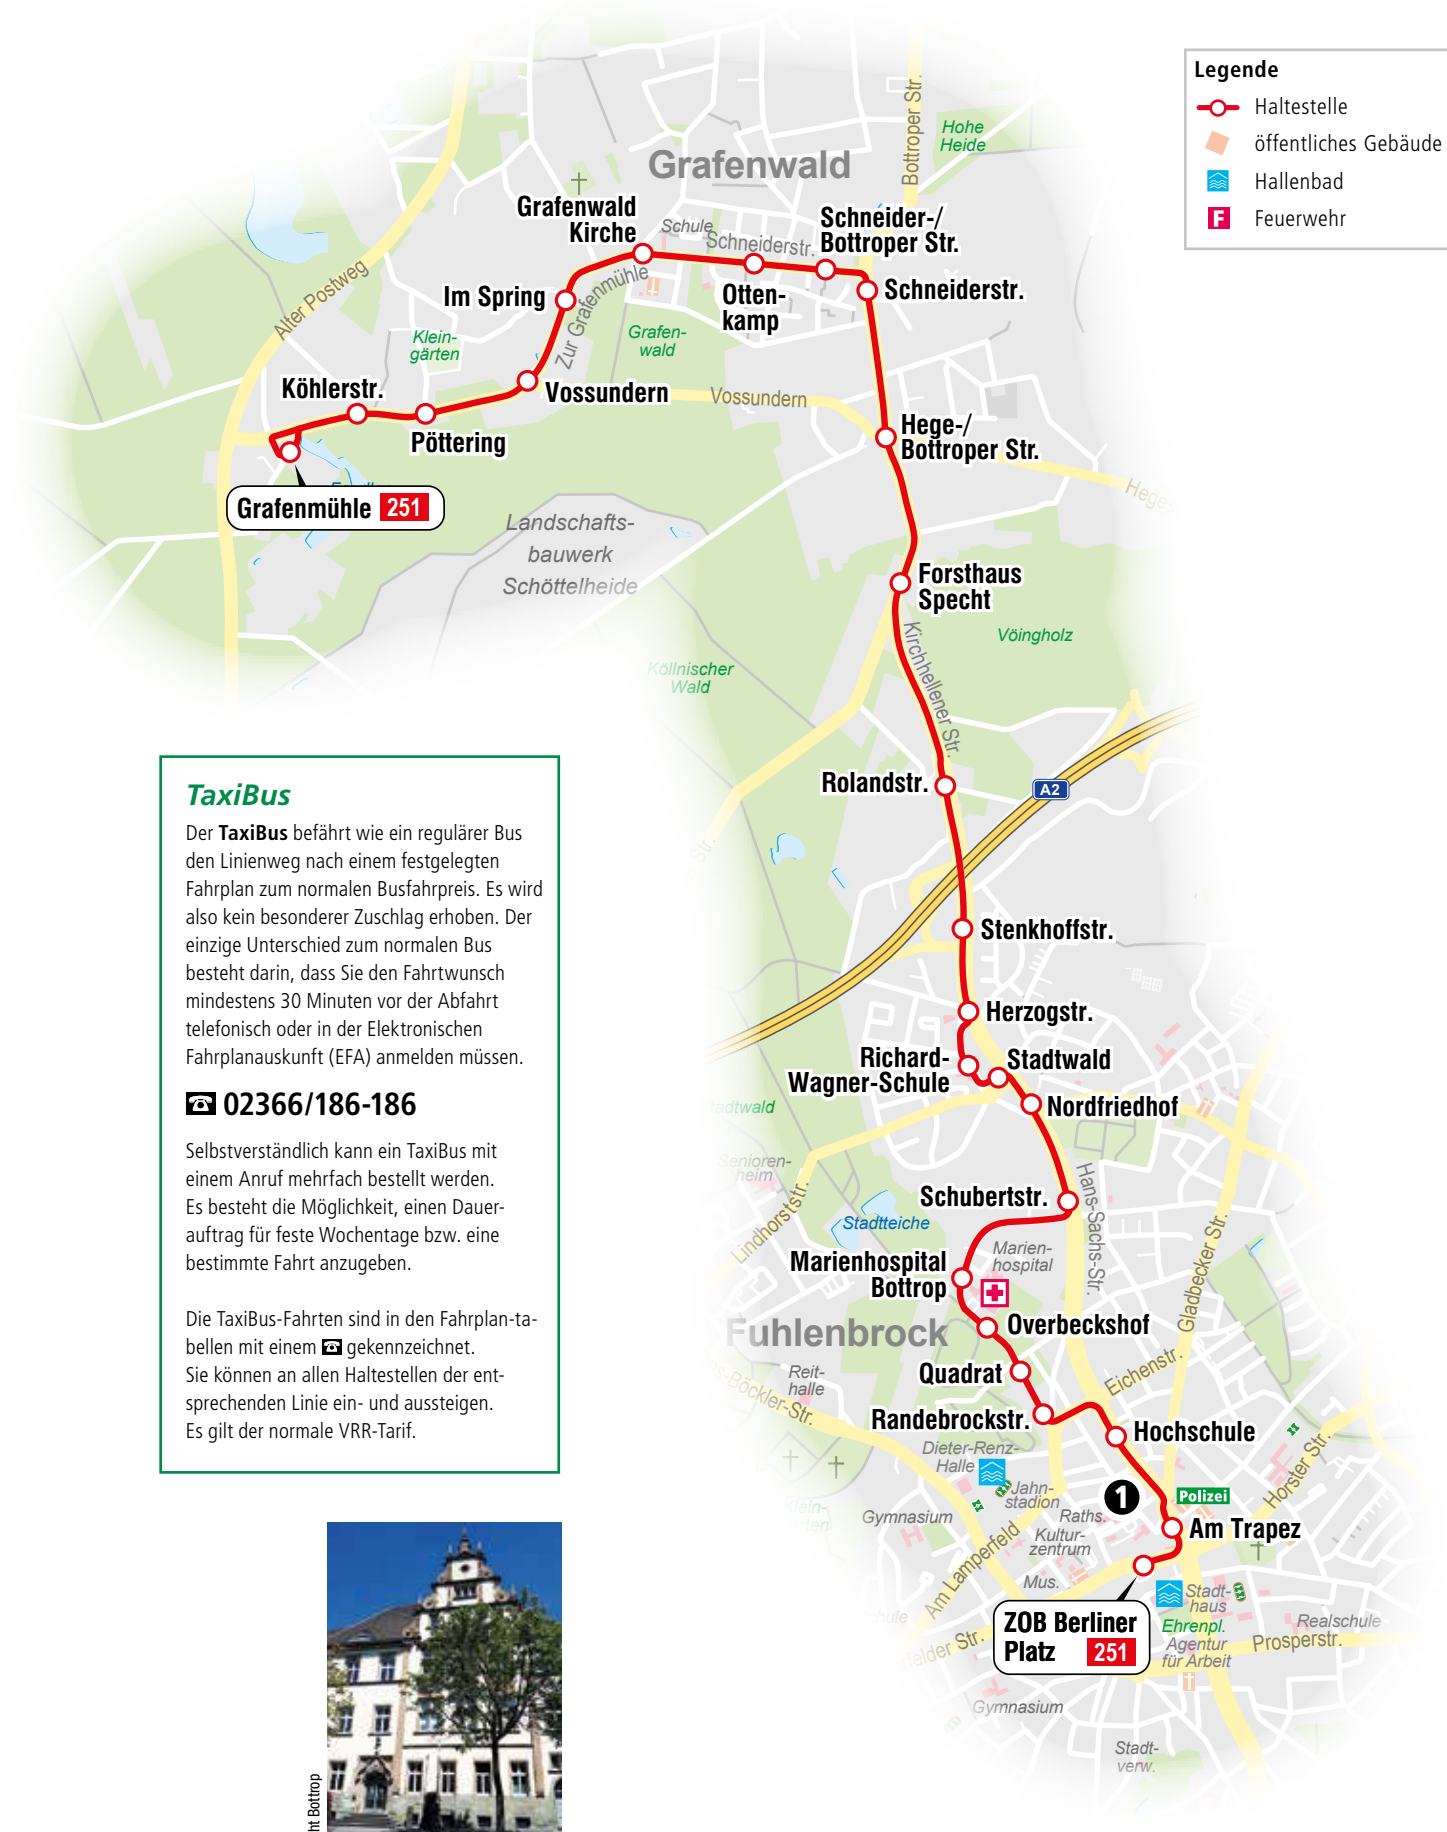 Legende
Haltestelle
öffentliches Gebäude
Hallenbad
F Feuerwehr
Bottroper Str.
Hohe
Heide
Grafenwald
Grafenwald
Kirche
Schule
Schneiderstr.
Schneider-/
Bottroper Str.
Alter Postweg
Im Spring
Zur Grafenmühle
Otten-
kamp
Schneiderstr.
Klein-
gärten
Grafen-
wald
Köhlerstr.
Vossundern
Vossundern
Pöttering
Hege-/
Bottroper Str.
Grafenmühle 251
Landschafts-
bauwerk
Schöttelheide
Forsthaus
Specht
Kirchhellener Str.
Vöingholz
Köllnischer
Wald
Rolandstr.
A2
Str.
Stenkhoffstr.
Herzogstr.
Richard-
Wagner-Schule
Stadtwald
Nordfriedhof
Senioren-
heim
Lindhorststr.
Stadtteiche
Schubertstr.
Hans-Sachs-Str.
Gladbecker Str.
Marien-
hospital
Marienhospital
Bottrop
Fuhlenbrock
Overbeckshof
Reit-
halle
Quadrat
Eichenstr.
Randebrockstr.
Hochschule
Dieter-Renz-
Halle
Jahn-
stadion
Horster Str.
Gymnasium
Raths.
1
Polizei
Am Trapez
Kultur-
zentrum
Am Lamperfeld
Mus.
ZOB Berliner
Platz 251
Stadt-
haus
Ehrenpl.
Agentur
für Arbeit
Realschule
Prosperstr.
Gymnasium
Stadt-
verw.
TaxiBus
Der TaxiBus befährt wie ein regulärer Bus
den Linienweg nach einem festgelegten
Fahrplan zum normalen Busfahrpreis. Es wird
also kein besonderer Zuschlag erhoben. Der
einzige Unterschied zum normalen Bus
besteht darin, dass Sie den Fahrtwunsch
mindestens 30 Minuten vor der Abfahrt
telefonisch oder in der Elektronischen
Fahrplanauskunft (EFA) anmelden müssen.
02366/186-186
Selbstverständlich kann ein TaxiBus mit
einem Anruf mehrfach bestellt werden.
Es besteht die Möglichkeit, einen Dauer-
auftrag für feste Wochentage bzw. eine
bestimmte Fahrt anzugeben.
Die TaxiBus-Fahrten sind in den Fahrplan-ta-
bellen mit einem gekennzeichnet.
Sie können an allen Haltestellen der ent-
sprechenden Linie ein- und aussteigen.
Es gilt der normale VRR-Tarif.
Bottrop